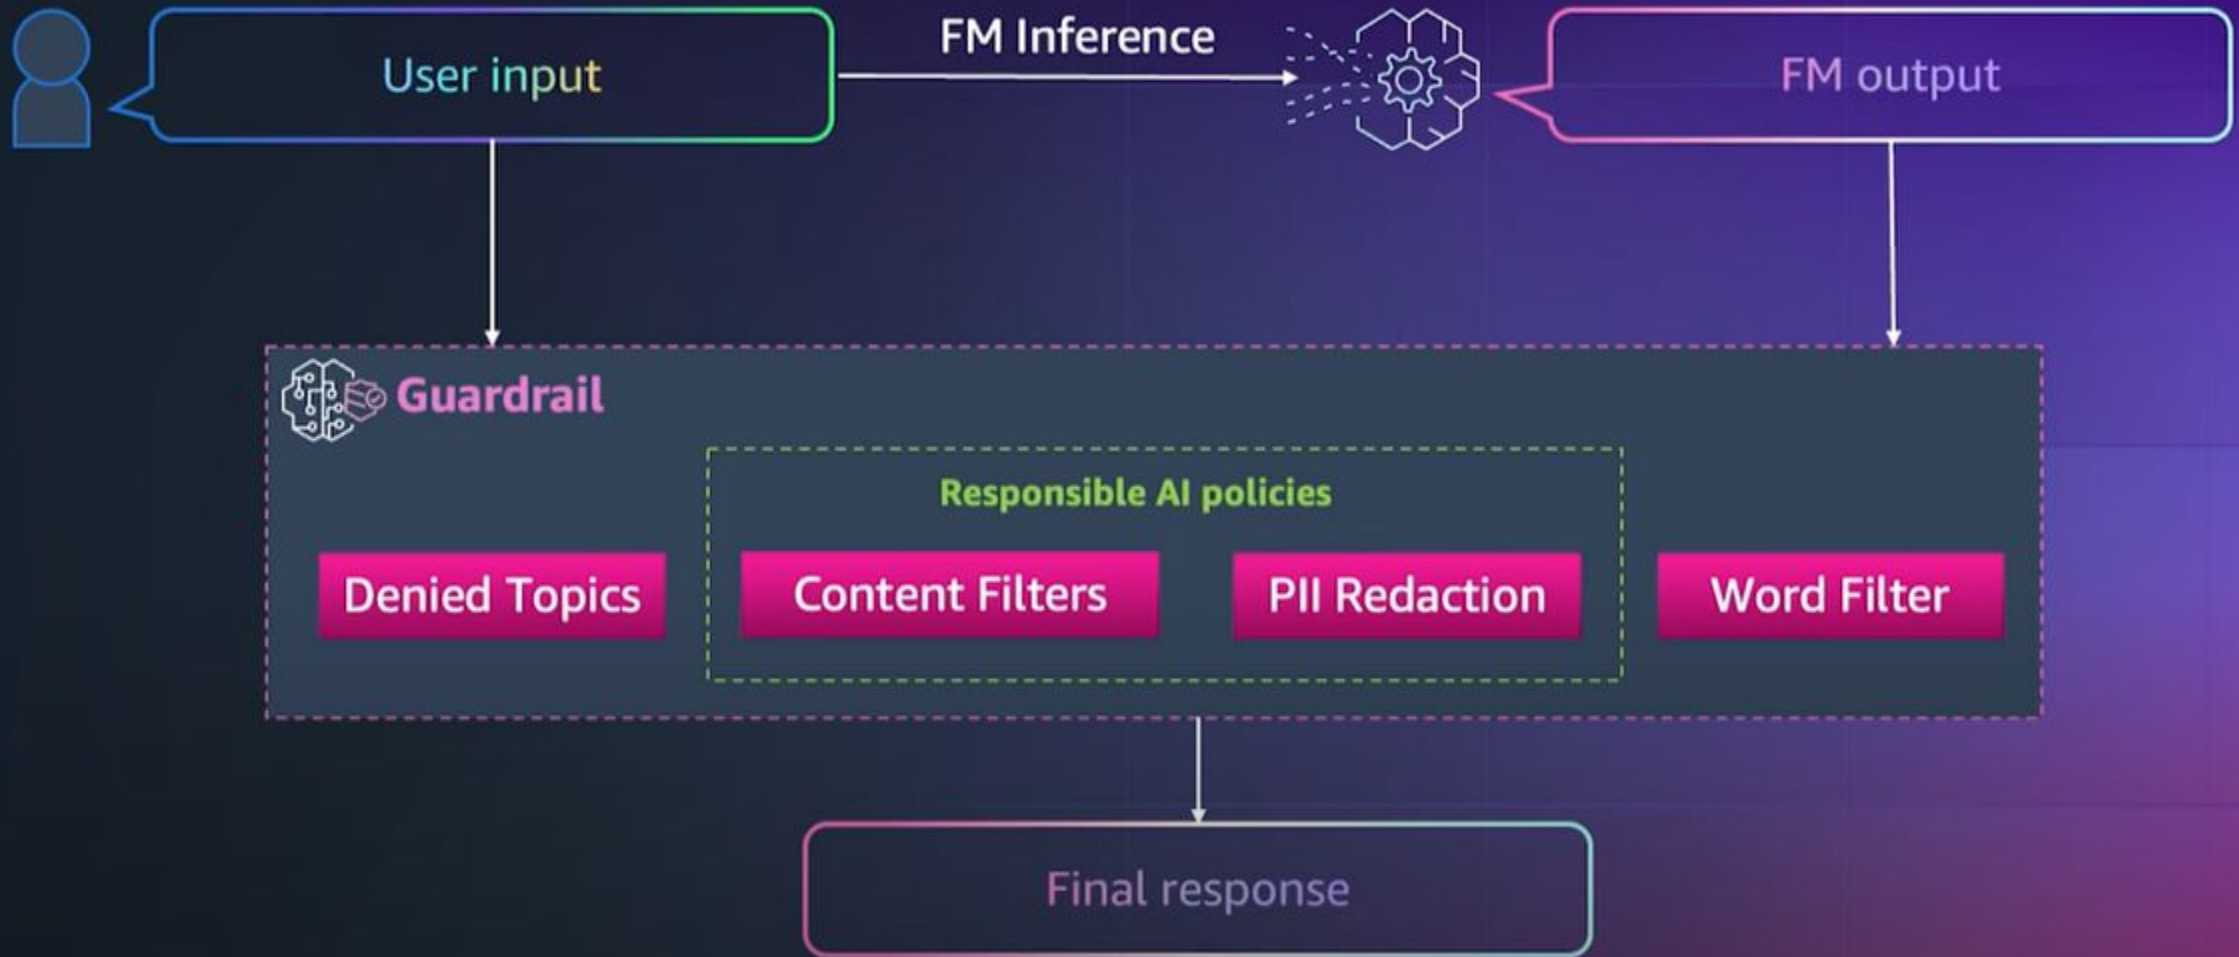 User input
FM Inference
FM output
Guardrail
Responsible AI policies
Denied Topics
Content Filters
PII Redaction
Word Filter
Final response